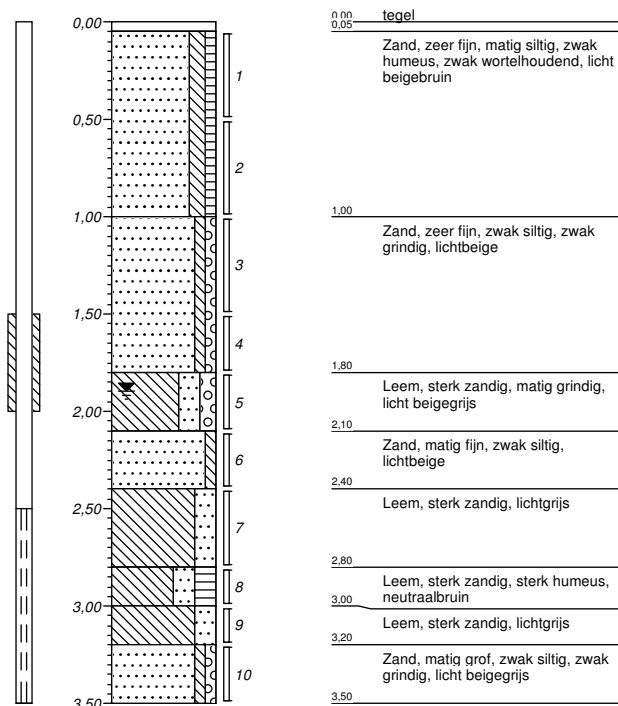 0,00
0,50
1,00
1,50
2,00
2,50
3,00
3,50
1
2
3
4
5
6
7
8
9
10
0,00 tegel
0,05
Zand, zeer fijn, matig siltig, zwak
humeus, zwak wortelhoudend, licht
beigebruin
1,00
Zand, zeer fijn, zwak siltig, zwak
grindig, lichtbeige
1,80
Leem, sterk zandig, matig grindig,
licht beigegrijs
2,10
Zand, matig fijn, zwak siltig,
lichtbeige
2,40
Leem, sterk zandig, lichtgrijs
2,80
Leem, sterk zandig, sterk humeus,
neutraalbruin
3,00
Leem, sterk zandig, lichtgrijs
3,20
Zand, matig grof, zwak siltig, zwak
grindig, licht beigegrijs
3,50